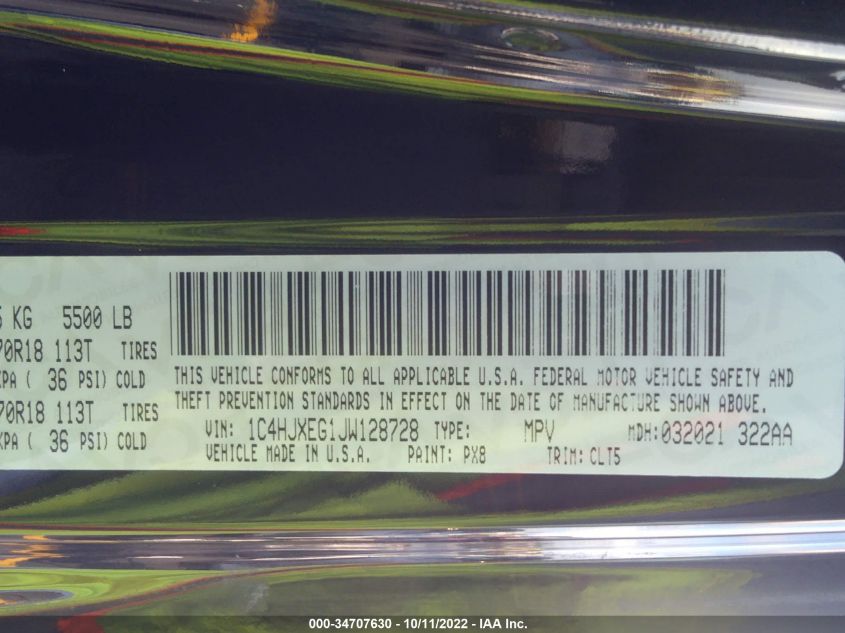 KG 5500 LB
70R18 113T TIRES
KPA ( 36 PSI) COLD
70R18 113T TIRES
KPA ( 36 PSI) COLD
THIS VEHICLE CONFORMS TO ALL APPLICABLE U.S.A. FEDERAL MOTOR VEHICLE SAFETY AND
THEFT PREVENTION STANDARDS IN EFFECT ON THE DATE OF MANUFACTURE SHOWN ABOVE.
VIN: 1C4HJXEG1JW128728 TYPE: MPV MDH: 032021 322AA
VEHICLE MADE IN U.S.A. PAINT: PX8 TRIM: CLT5
000-34707630 - 10/11/2022 - IAA Inc.